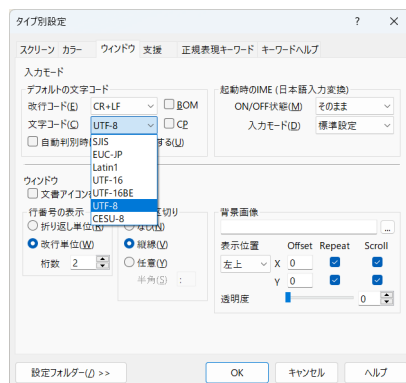 タイプ別設定 ? ×
スクリーン カラー ウィンドウ 支援 正規表現キーワード キーワードヘルプ
入力モード
デフォルトの文字コード
改行コード(E) CR+LF BOM
文字コード(C) UTF-8 CP
自動判別時 する(U)
SJIS
EUC-JP
Latin1
UTF-16
UTF-16BE
UTF-8
CESU-8
起動時のIME (日本語入力変換)
ON/OFF状態(M) そのまま
入力モード(D) 標準設定
ウィンドウ
文書アイコン
行番号の表示
折り返し単位(R)
改行単位(W)
桁数 2
区切り
なし(N)
縦線(V)
任意(Y)
半角(S) :
背景画像
...
表示位置 Offset Repeat Scroll
左上 X 0
Y 0
透明度 0
設定フォルダー(/) >> OK キャンセル ヘルプ